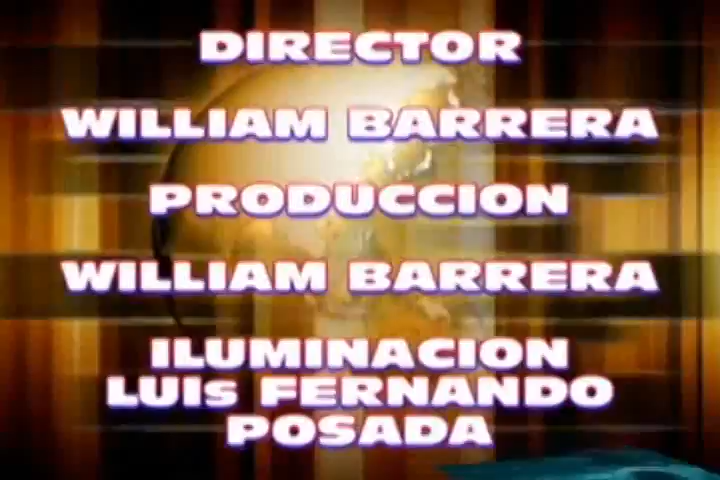 DIRECTOR
WILLIAM BARRERA
PRODUCCION
WILLIAM BARRERA
ILUMINACION
LUIs FERNANDO
POSADA